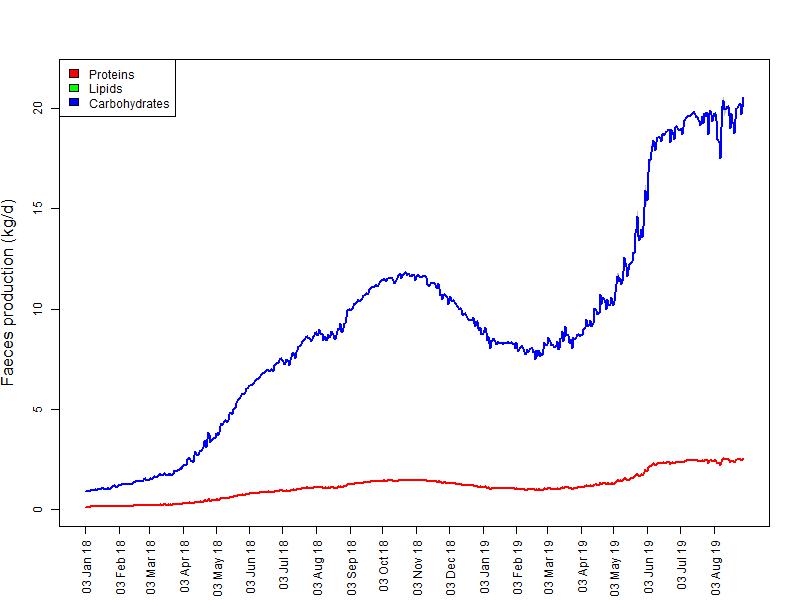 Proteins
Lipids
Carbohydrates
Faeces production (kg/d)
20
15
10
5
0
03 Jan 18
03 Feb 18
03 Mar 18
03 Apr 18
03 May 18
03 Jun 18
03 Jul 18
03 Aug 18
03 Sep 18
03 Oct 18
03 Nov 18
03 Dec 18
03 Jan 19
03 Feb 19
03 Mar 19
03 Apr 19
03 May 19
03 Jun 19
03 Jul 19
03 Aug 19